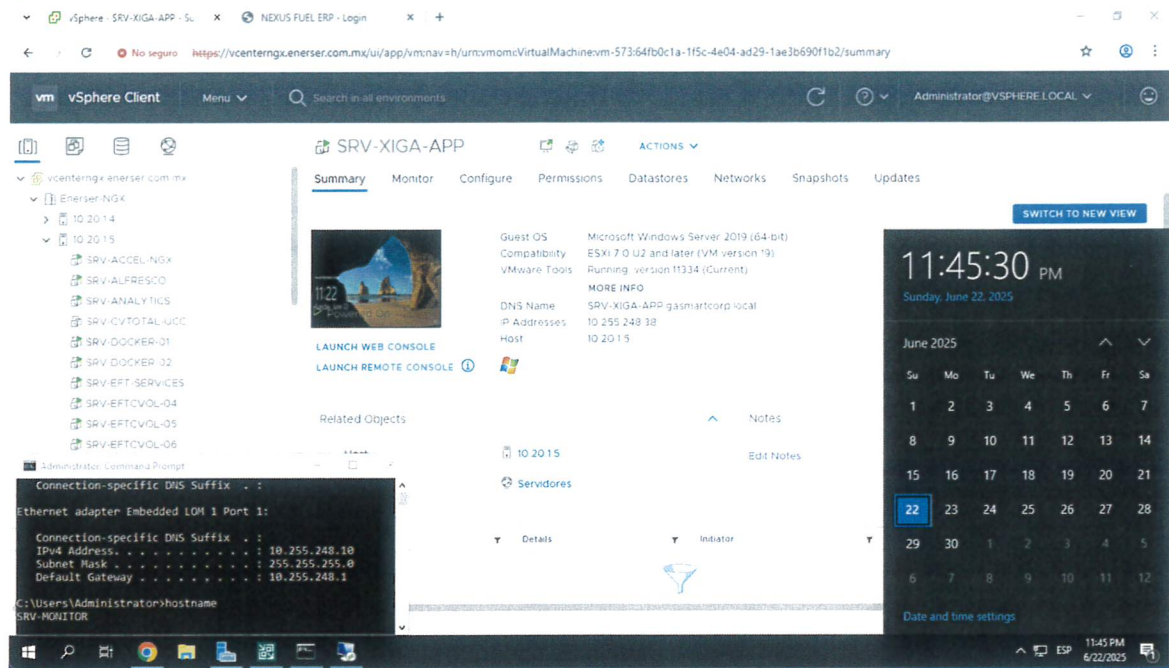 vSphere - SRV-XIGA-APP - Su
NEXUS FUEL ERP - Login
No seguro
https://vcenterngx.enerser.com.mx/ui/app/vm;nav=h/urn:vmomi:VirtualMachine:vm-573:64fb0c1a-1f5c-4e04-ad29-1ae3b690f1b2/summary
vm vSphere Client
Menu
Search in all environments
Administrator@VSPHERE.LOCAL
vcenterngx.enerser.com.mx
Enerser-NGX
10.20.1.4
10.20.1.5
SRV-ACCEL-NGX
SRV-ALFRESCO
SRV-ANALYTICS
SRV-CVTOTAL-UCC
SRV-DOCKER-01
SRV-DOCKER-02
SRV-EFT-SERVICES
SRV-EFTCVOL-04
SRV-EFTCVOL-05
SRV-EFTCVOL-06
SRV-XIGA-APP
ACTIONS
Summary Monitor Configure Permissions Datastores Networks Snapshots Updates
SWITCH TO NEW VIEW
11:22
Powering On
LAUNCH WEB CONSOLE
LAUNCH REMOTE CONSOLE
Guest OS Microsoft Windows Server 2019 (64-bit)
Compatibility ESXi 7.0 U2 and later (VM version 19)
VMware Tools Running, version:11334 (Current)
MORE INFO
DNS Name SRV-XIGA-APP.gasmartcorp.local
IP Addresses 10.255.248.38
Host 10.20.1.5
Related Objects
Host
10.20.1.5
Servidores
Notes
Edit Notes
Details
Initiator
Administrator: Command Prompt
Connection-specific DNS Suffix . :
Ethernet adapter Embedded LOM 1 Port 1:
Connection-specific DNS Suffix . :
IPv4 Address. . . . . . . . . . . : 10.255.248.10
Subnet Mask . . . . . . . . . . . : 255.255.255.0
Default Gateway . . . . . . . . . : 10.255.248.1
C:\Users\Administrator>hostname
SRV-MONITOR
11:45:30 PM
Sunday, June 22, 2025
June 2025
Su Mo Tu We Th Fr Sa
1 2 3 4 5 6 7
8 9 10 11 12 13 14
15 16 17 18 19 20 21
22 23 24 25 26 27 28
29 30 1 2 3 4 5
6 7 8 9 10 11 12
Date and time settings
ESP
11:45 PM
6/22/2025
1